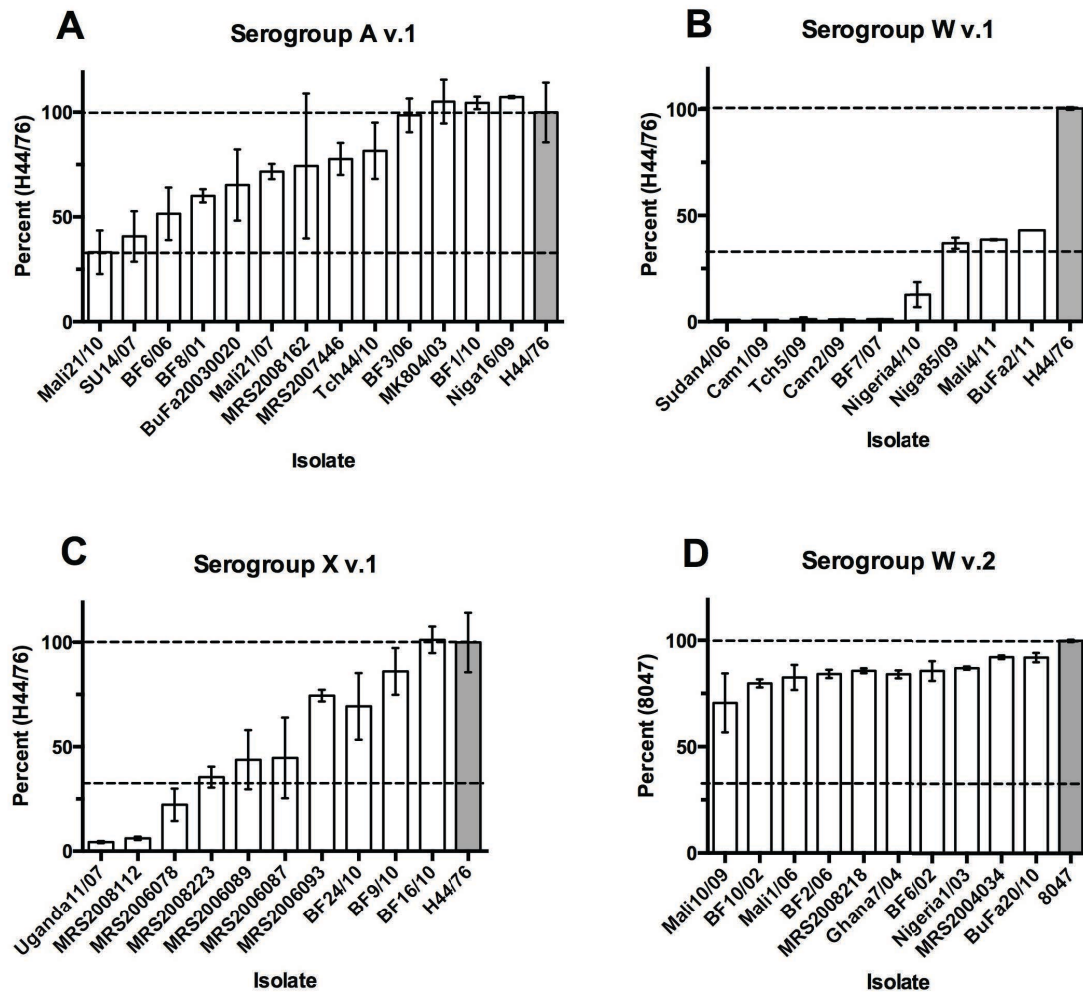 A
Serogroup A v.1
Percent (H44/76)
100
50
0
Mali21/10
SU14/07
BF6/06
BF8/01
BuFa20030020
Mali21/07
MRS2008162
MRS2007446
Tch44/10
BF3/06
MK804/03
BF1/10
Niga16/09
H44/76
Isolate
B
Serogroup W v.1
Percent (H44/76)
100
50
0
Sudan4/06
Cam1/09
Tch5/09
Cam2/09
BF7/07
Nigeria4/10
Niga85/09
Mali4/11
BuFa2/11
H44/76
Isolate
C
Serogroup X v.1
Percent (H44/76)
100
50
0
Uganda11/07
MRS2008112
MRS2006078
MRS2008223
MRS2006089
MRS2006087
MRS2006093
BF24/10
BF9/10
BF16/10
H44/76
Isolate
D
Serogroup W v.2
Percent (8047)
100
50
0
Mali10/09
BF10/02
Mali1/06
BF2/06
MRS2008218
Ghana7/04
BF6/02
Nigeria1/03
MRS2004034
BuFa20/10
8047
Isolate